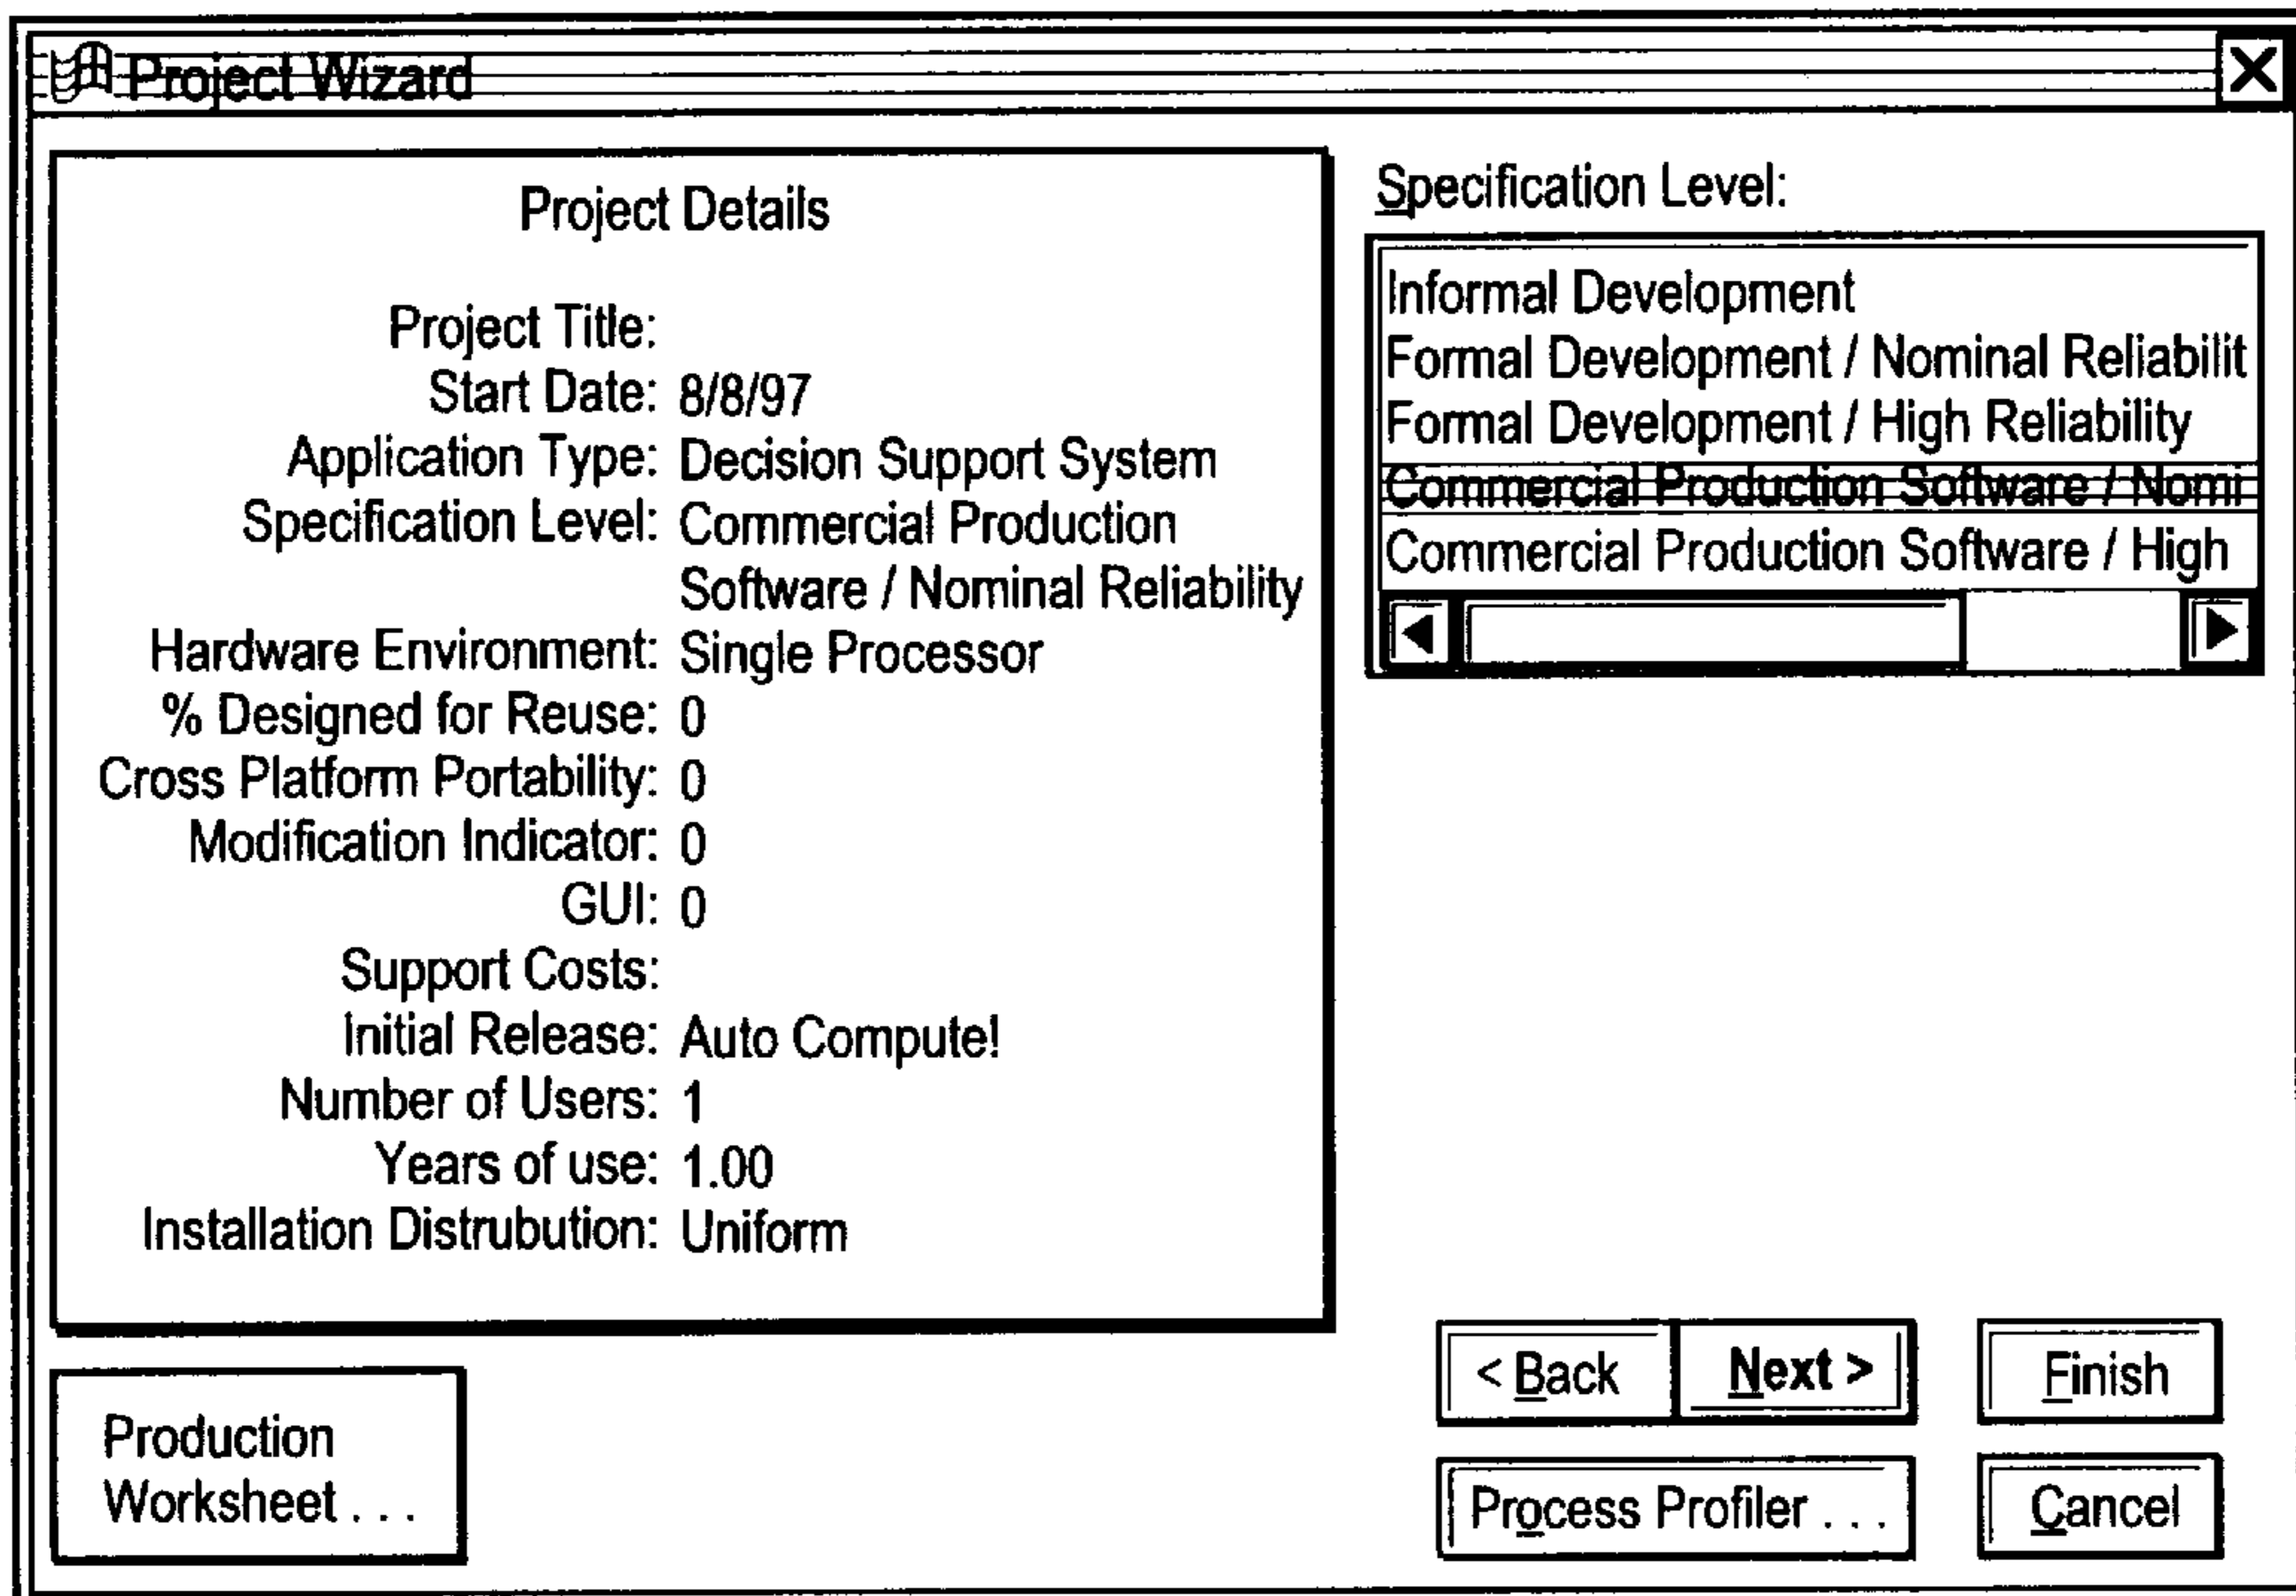 Project Wizard
Project Details
Project Title:
Start Date: 8/8/97
Application Type: Decision Support System
Specification Level: Commercial Production
Software / Nominal Reliability
Hardware Environment: Single Processor
% Designed for Reuse: 0
Cross Platform Portability: 0
Modification Indicator: 0
GUI: 0
Support Costs:
Initial Release: Auto Compute!
Number of Users: 1
Years of use: 1.00
Installation Distrubution: Uniform
Specification Level:
Informal Development
Formal Development / Nominal Reliabilit
Formal Development / High Reliability
Commercial Production Software / Nomi
Commercial Production Software / High
< Back Next > Finish
Production
Worksheet . . .
Process Profiler . . . Cancel